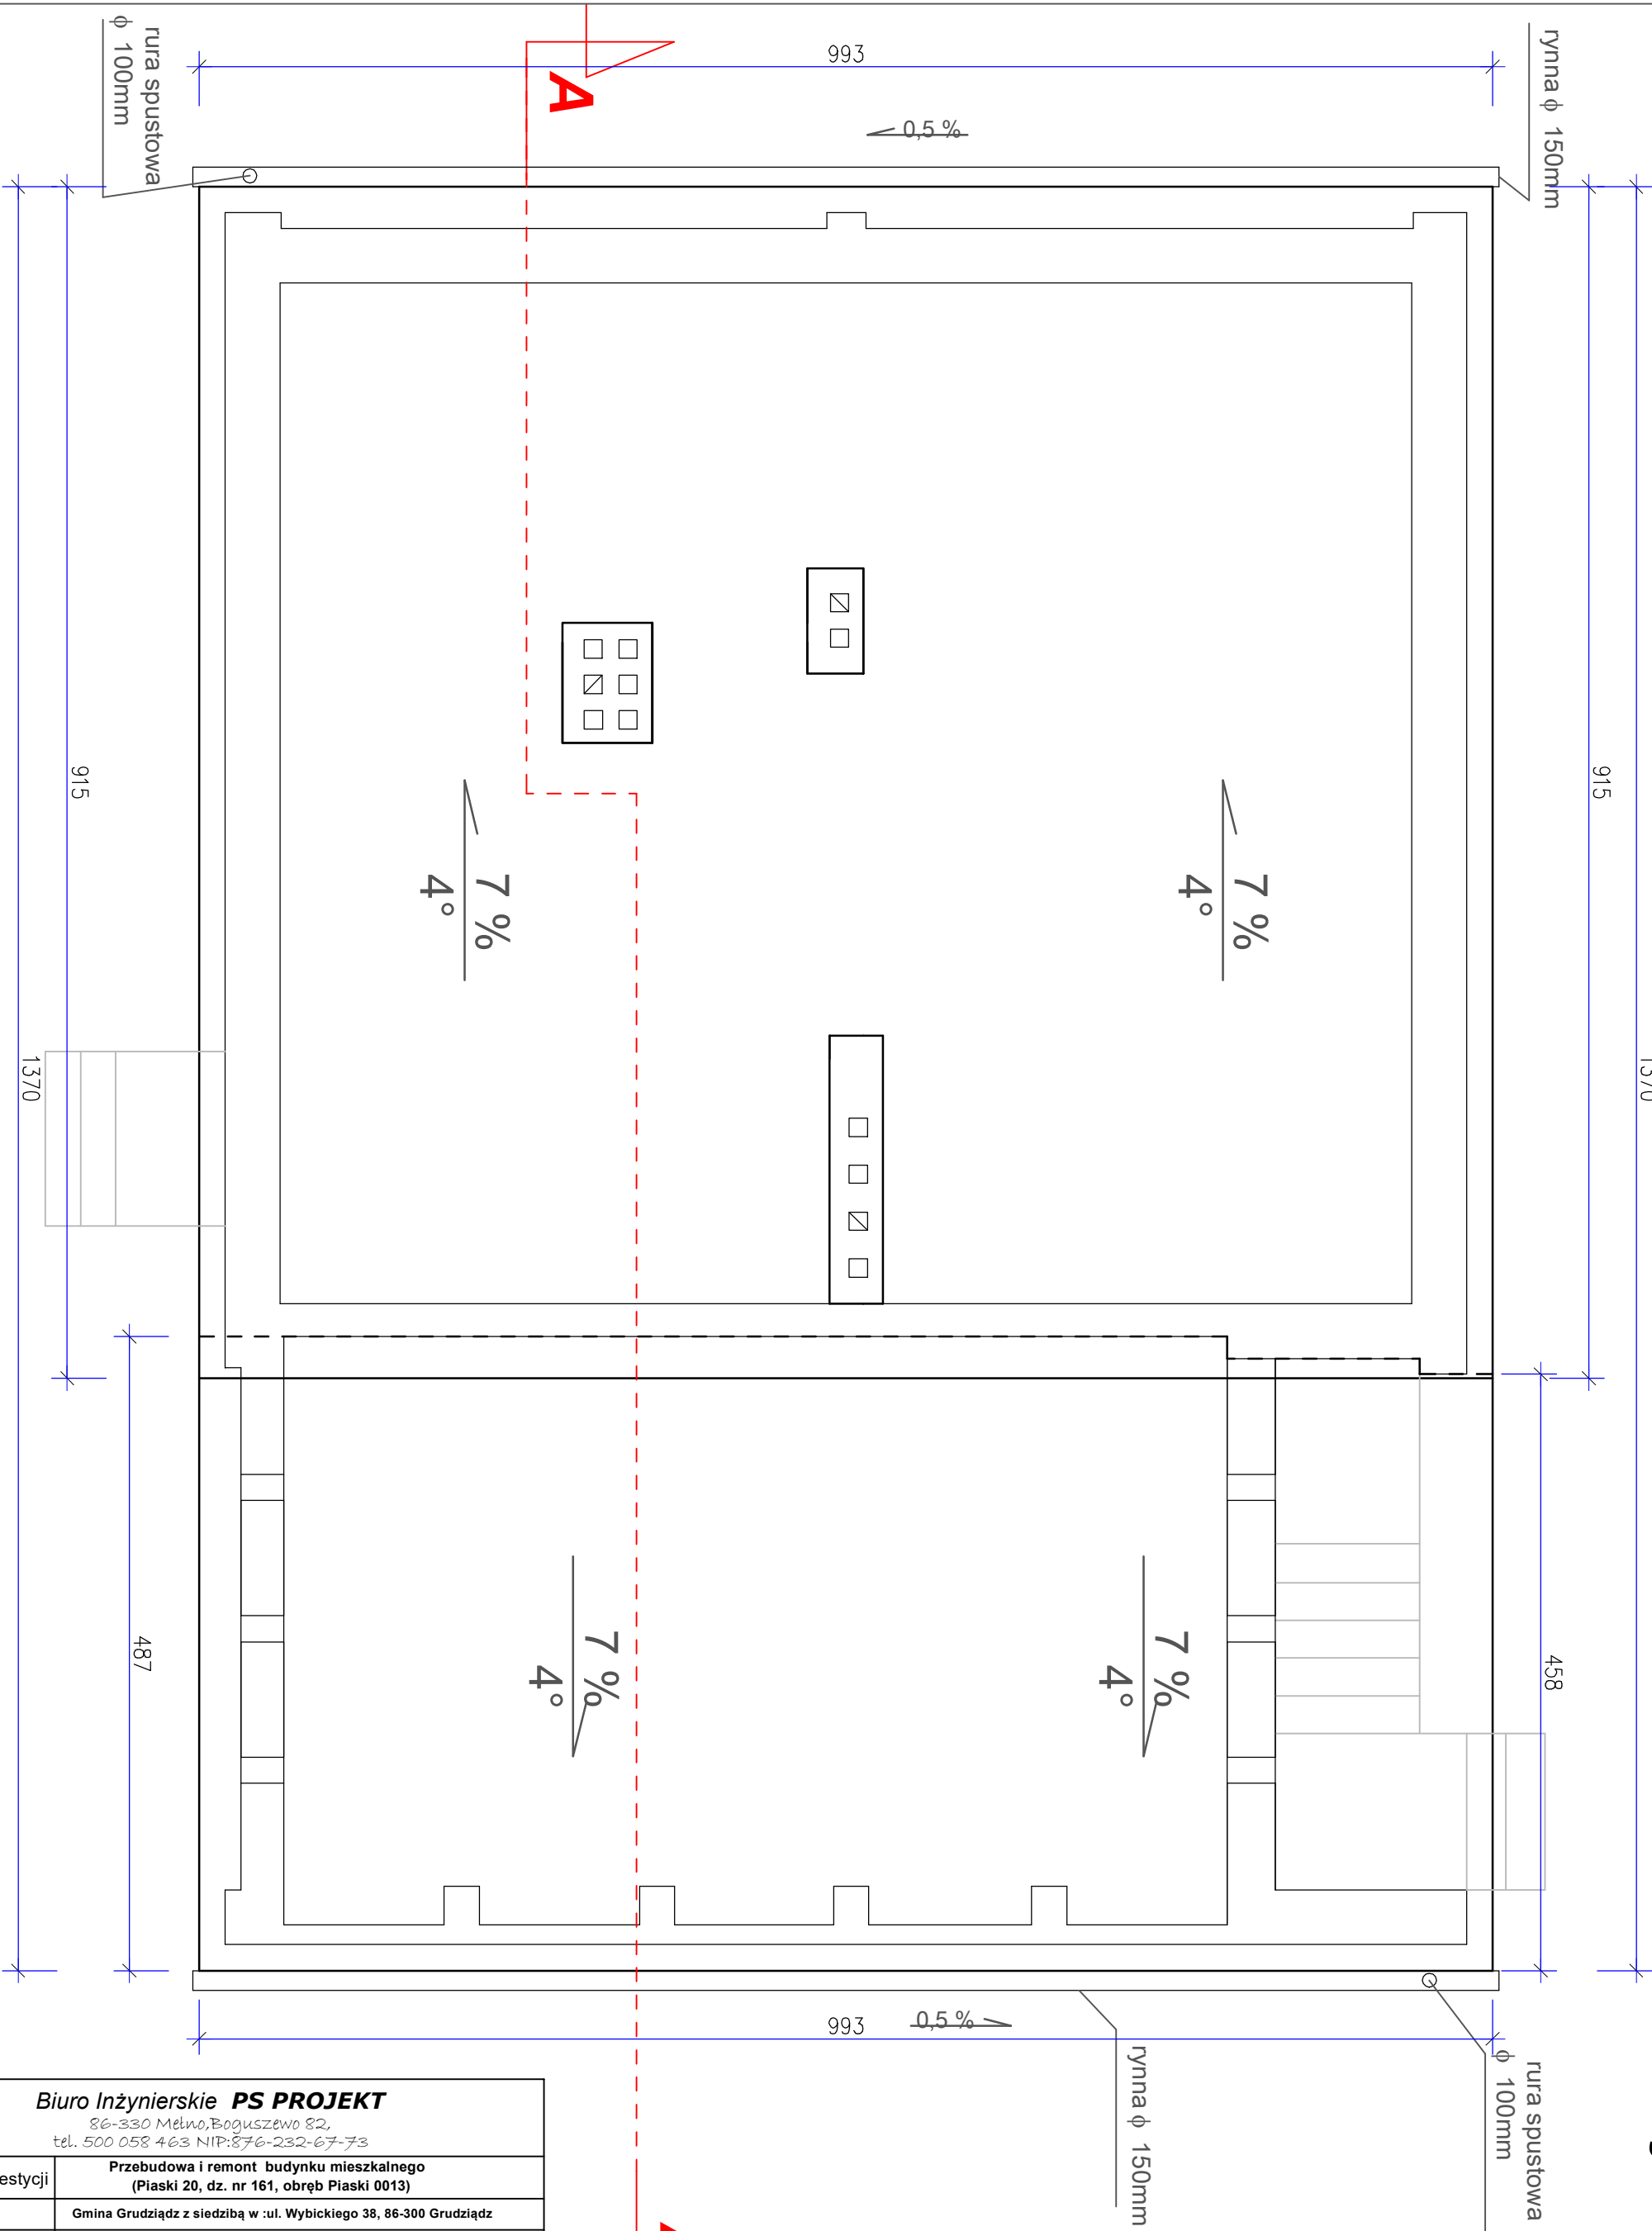 rura spustowa
ϕ 100mm
993
rynna ϕ 150mm
A
0,5 %
915
915
1370
1370
7 %
4°
7 %
4°
487
458
7 %
4°
7 %
4°
993
0,5 %
rynna ϕ 150mm
rura spustowa
ϕ 100mm
Biuro Inżynierskie PS PROJEKT
86-330 Mełno,Boguszewo 82,
tel. 500 058 463 NIP:876-232-67-73
estycji
Przebudowa i remont budynku mieszkalnego
(Piaski 20, dz. nr 161, obręb Piaski 0013)
Gmina Grudziądz z siedzibą w :ul. Wybickiego 38, 86-300 Grudziądz